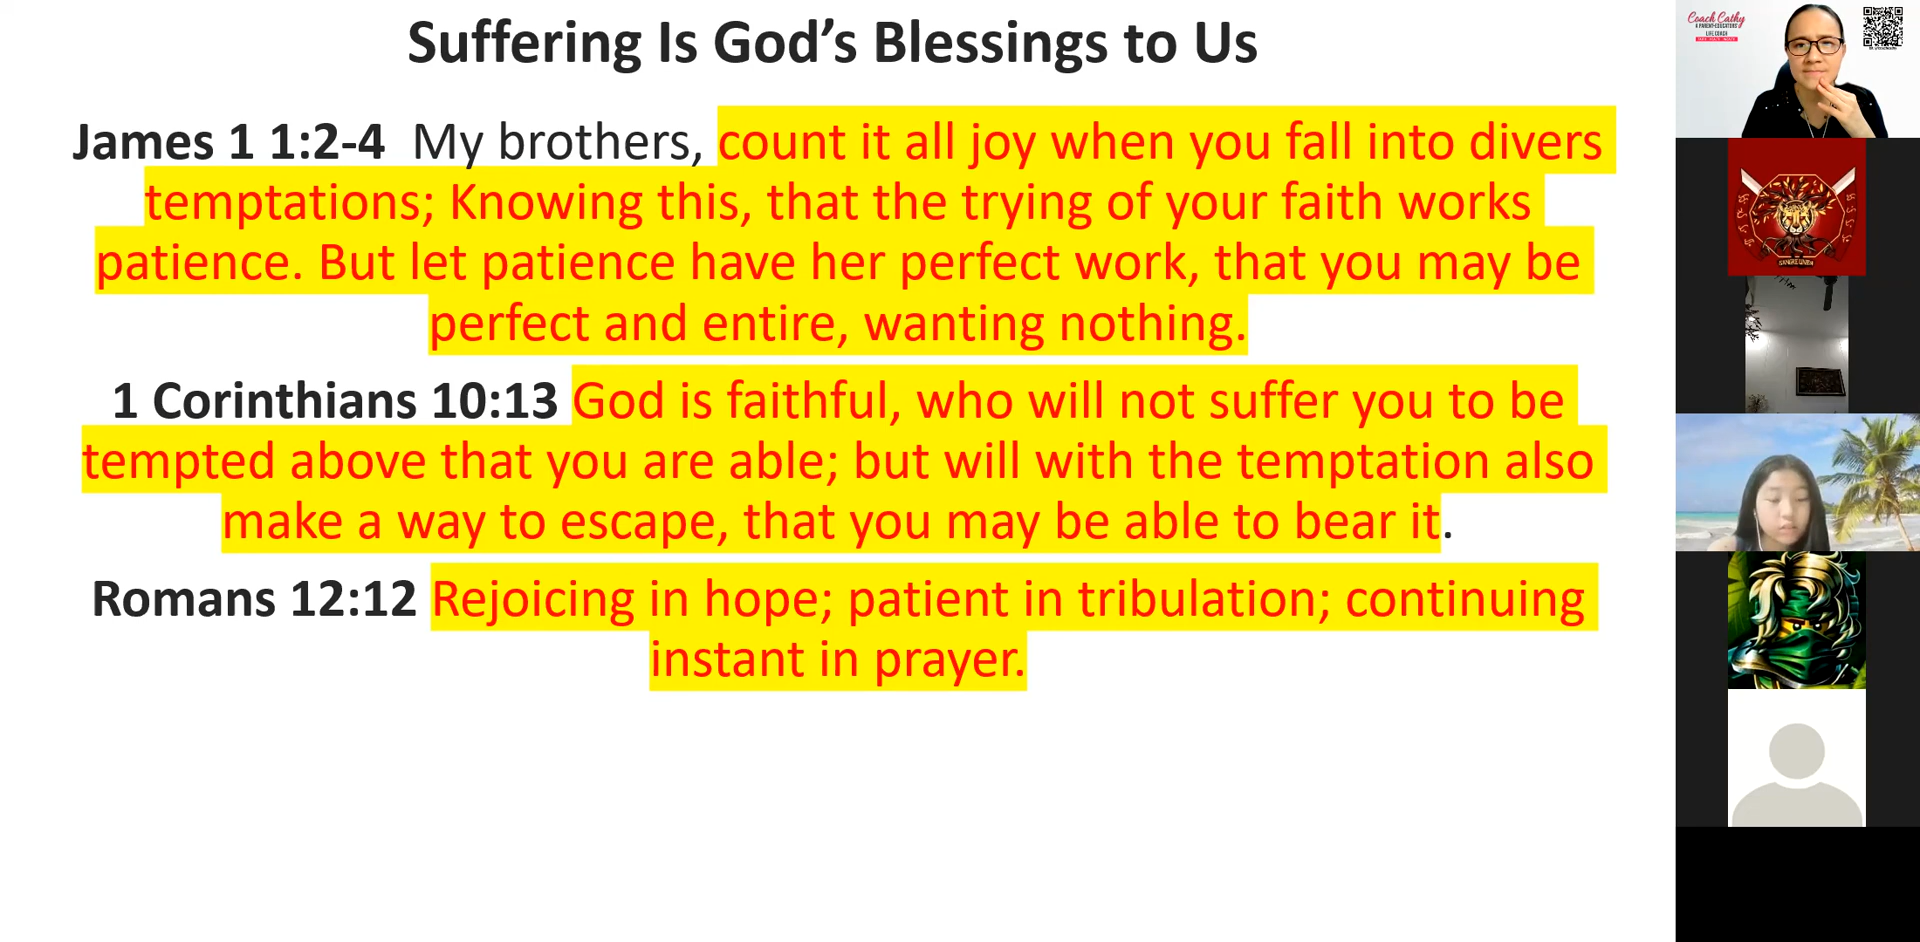 Suffering Is God’s Blessings to Us
James 1 1:2-4 My brothers, count it all joy when you fall into divers
temptations; Knowing this, that the trying of your faith works
patience. But let patience have her perfect work, that you may be
perfect and entire, wanting nothing.
1 Corinthians 10:13 God is faithful, who will not suffer you to be
tempted above that you are able; but will with the temptation also
make a way to escape, that you may be able to bear it.
Romans 12:12 Rejoicing in hope; patient in tribulation; continuing
instant in prayer.
Coach Cathy
A PARENT-EDUCATORS'
LIFE COACH